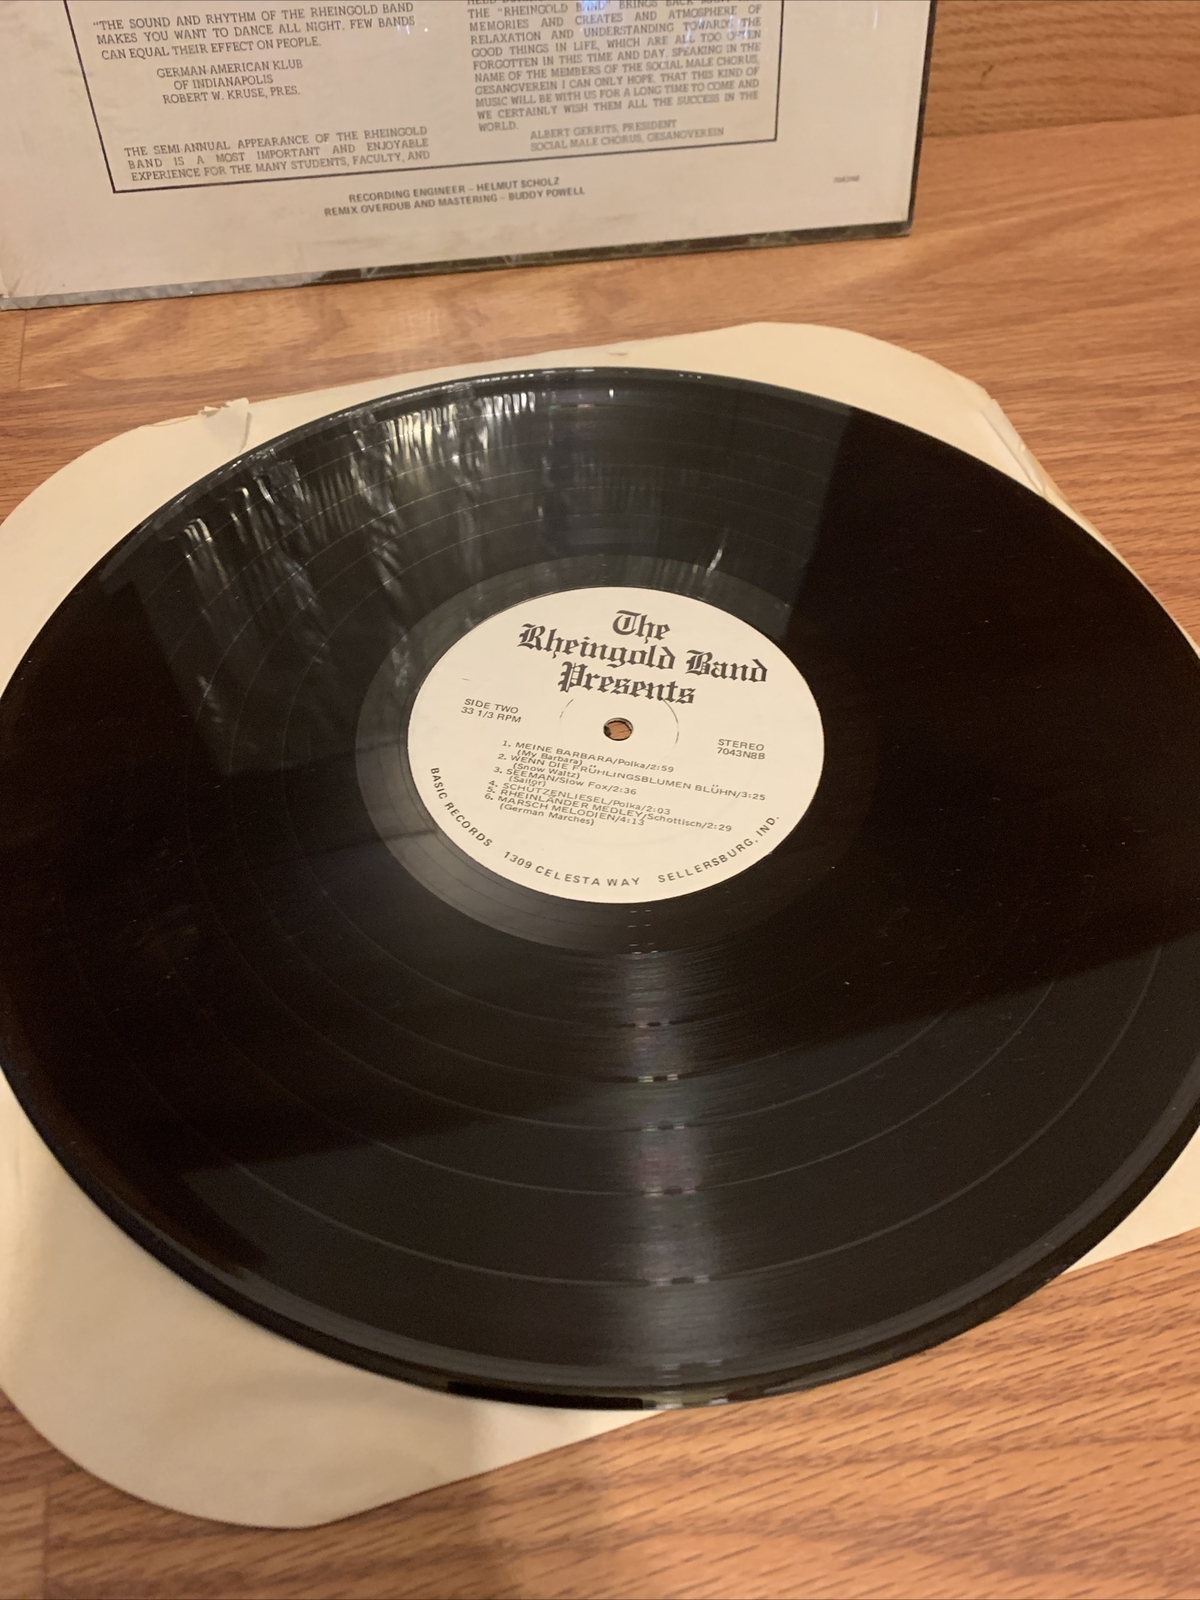 "THE SOUND AND RHYTHM OF THE RHEINGOLD BAND
MAKES YOU WANT TO DANCE ALL NIGHT. FEW BANDS
CAN EQUAL THEIR EFFECT ON PEOPLE.
GERMAN-AMERICAN KLUB
OF INDIANAPOLIS
ROBERT W. KRUSE, PRES.
THE SEMI-ANNUAL APPEARANCE OF THE RHEINGOLD
BAND IS A MOST IMPORTANT AND ENJOYABLE
EXPERIENCE FOR THE MANY STUDENTS, FACULTY, AND
THE "RHEINGOLD BAND" BRINGS BACK
MEMORIES AND CREATES AND ATMOSPHERE OF
RELAXATION AND UNDERSTANDING TOWARDS THE
GOOD THINGS IN LIFE, WHICH ARE ALL TOO OFTEN
FORGOTTEN IN THIS TIME AND DAY. SPEAKING IN THE
NAME OF THE MEMBERS OF THE SOCIAL MALE CHORUS,
GESANGVEREIN I CAN ONLY HOPE, THAT THIS KIND OF
MUSIC WILL BE WITH US FOR A LONG TIME TO COME AND
WE CERTAINLY WISH THEM ALL THE SUCCESS IN THE
WORLD.
ALBERT GERRITS, PRESIDENT
SOCIAL MALE CHORUS, GESANGVEREIN
RECORDING ENGINEER – HELMUT SCHOLZ
REMIX OVERDUB AND MASTERING – BUDDY POWELL
The
Rheingold Band
Presents
SIDE TWO
33 1/3 RPM
STEREO
7043N8B
1. MEINE BARBARA/Polka/2:59
(My Barbara)
2. WENN DIE FRÜHLINGSBLUMEN BLÜHN/3:25
(Snow Waltz)
3. SEEMAN/Slow Fox/2:36
(Sailor)
4. SCHÜTZENLIESEL/Polka/2:03
5. RHEINLÄNDER MEDLEY/Schottisch/2:29
6. MARSCH MELODIEN/4:13
(German Marches)
BASIC RECORDS 1309 CELESTA WAY SELLERSBURG, IND.